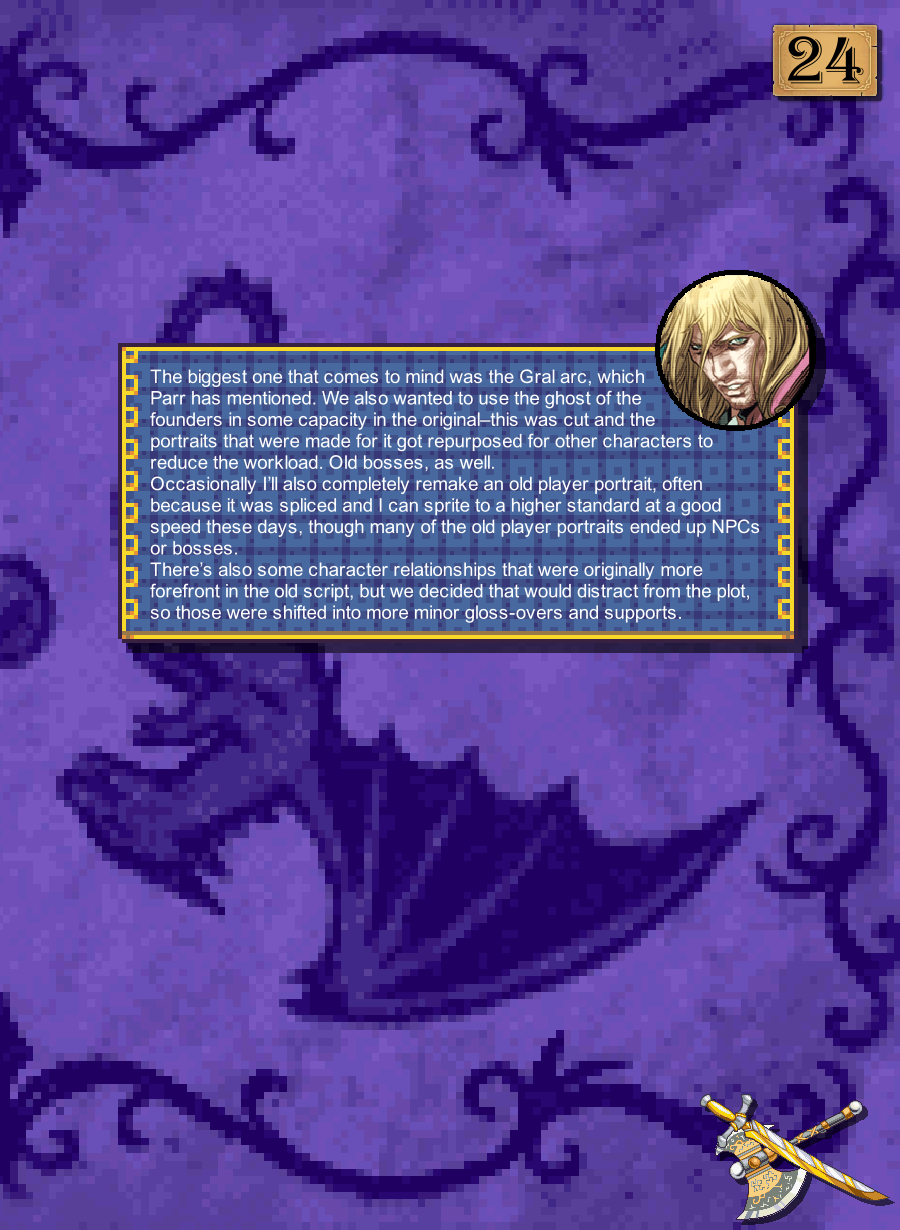 24
The biggest one that comes to mind was the Gral arc, which
Parr has mentioned. We also wanted to use the ghost of the
founders in some capacity in the original–this was cut and the
portraits that were made for it got repurposed for other characters to
reduce the workload. Old bosses, as well.
Occasionally I’ll also completely remake an old player portrait, often
because it was spliced and I can sprite to a higher standard at a good
speed these days, though many of the old player portraits ended up NPCs
or bosses.
There’s also some character relationships that were originally more
forefront in the old script, but we decided that would distract from the plot,
so those were shifted into more minor gloss-overs and supports.